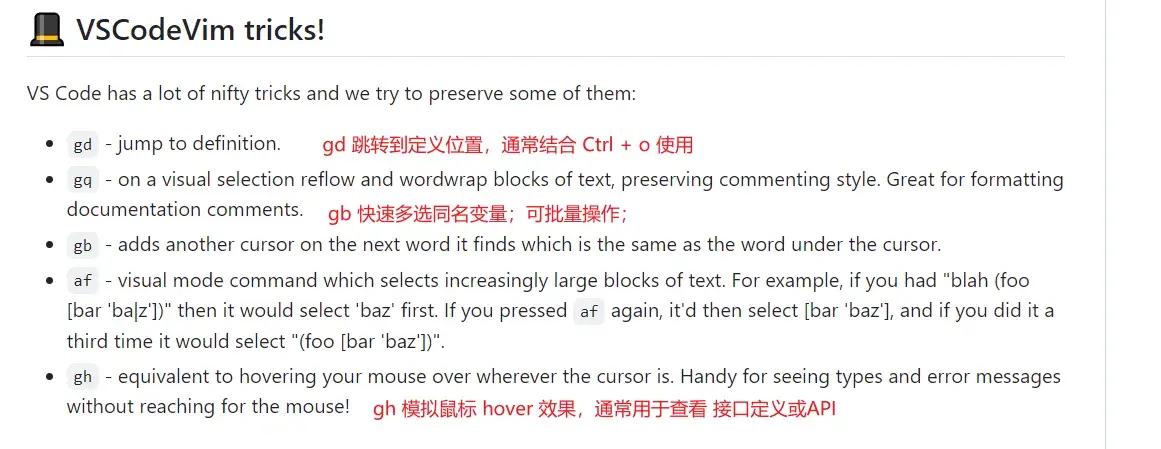 VSCodeVim tricks!
VS Code has a lot of nifty tricks and we try to preserve some of them:
gd - jump to definition. gd 跳转到定义位置，通常结合 Ctrl + o 使用
gq - on a visual selection reflow and wordwrap blocks of text, preserving commenting style. Great for formatting
documentation comments. gb 快速多选同名变量；可批量操作；
gb - adds another cursor on the next word it finds which is the same as the word under the cursor.
af - visual mode command which selects increasingly large blocks of text. For example, if you had "blah (foo
[bar 'ba|z'])" then it would select 'baz' first. If you pressed af again, it'd then select [bar 'baz'], and if you did it a
third time it would select "(foo [bar 'baz'])".
gh - equivalent to hovering your mouse over wherever the cursor is. Handy for seeing types and error messages
without reaching for the mouse! gh 模拟鼠标 hover 效果，通常用于查看 接口定义或API